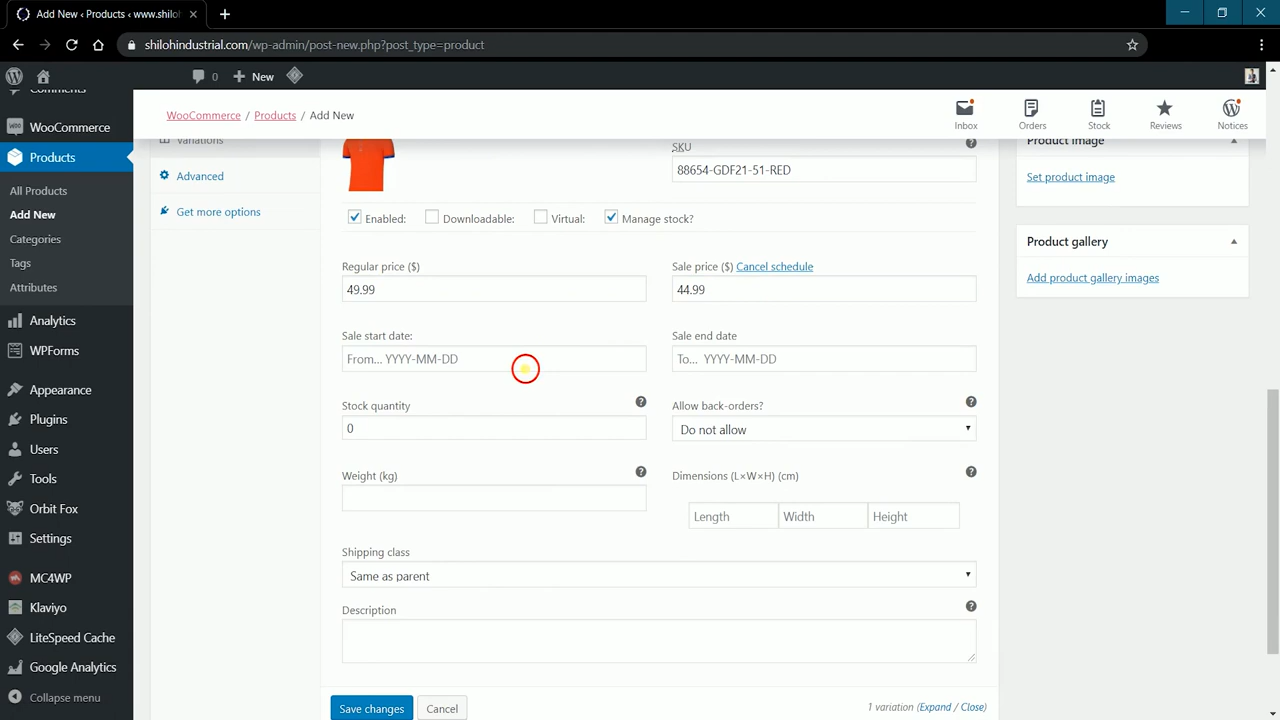 Add New ‹ Products ‹ www.shiloh
shilohindustrial.com/wp-admin/post-new.php?post_type=product
0 New
Comments
WooCommerce
Products
All Products
Add New
Categories
Tags
Attributes
Analytics
WPForms
Appearance
Plugins
Users
Tools
Orbit Fox
Settings
MC4WP
Klaviyo
LiteSpeed Cache
Google Analytics
Collapse menu
WooCommerce / Products / Add New
Inbox Orders Stock Reviews Notices
Variations
Advanced
Get more options
SKU
88654-GDF21-51-RED
Enabled: Downloadable: Virtual: Manage stock?
Regular price ($) Sale price ($) Cancel schedule
49.99 44.99
Sale start date: Sale end date
From... YYYY-MM-DD To... YYYY-MM-DD
Stock quantity Allow back-orders?
0 Do not allow
Weight (kg) Dimensions (L×W×H) (cm)
Length Width Height
Shipping class
Same as parent
Description
Save changes Cancel 1 variation (Expand / Close)
Product image
Set product image
Product gallery
Add product gallery images